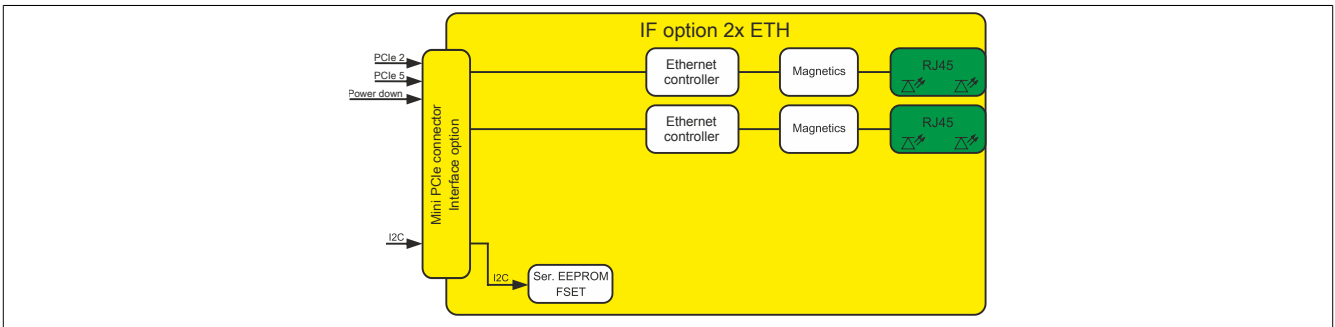 IF option 2x ETH
PCIe 2
PCIe 5
Power down
Mini PCIe connector
Interface option
Ethernet
controller
Magnetics
RJ45
Ethernet
controller
Magnetics
RJ45
I2C
I2C
Ser. EEPROM
FSET